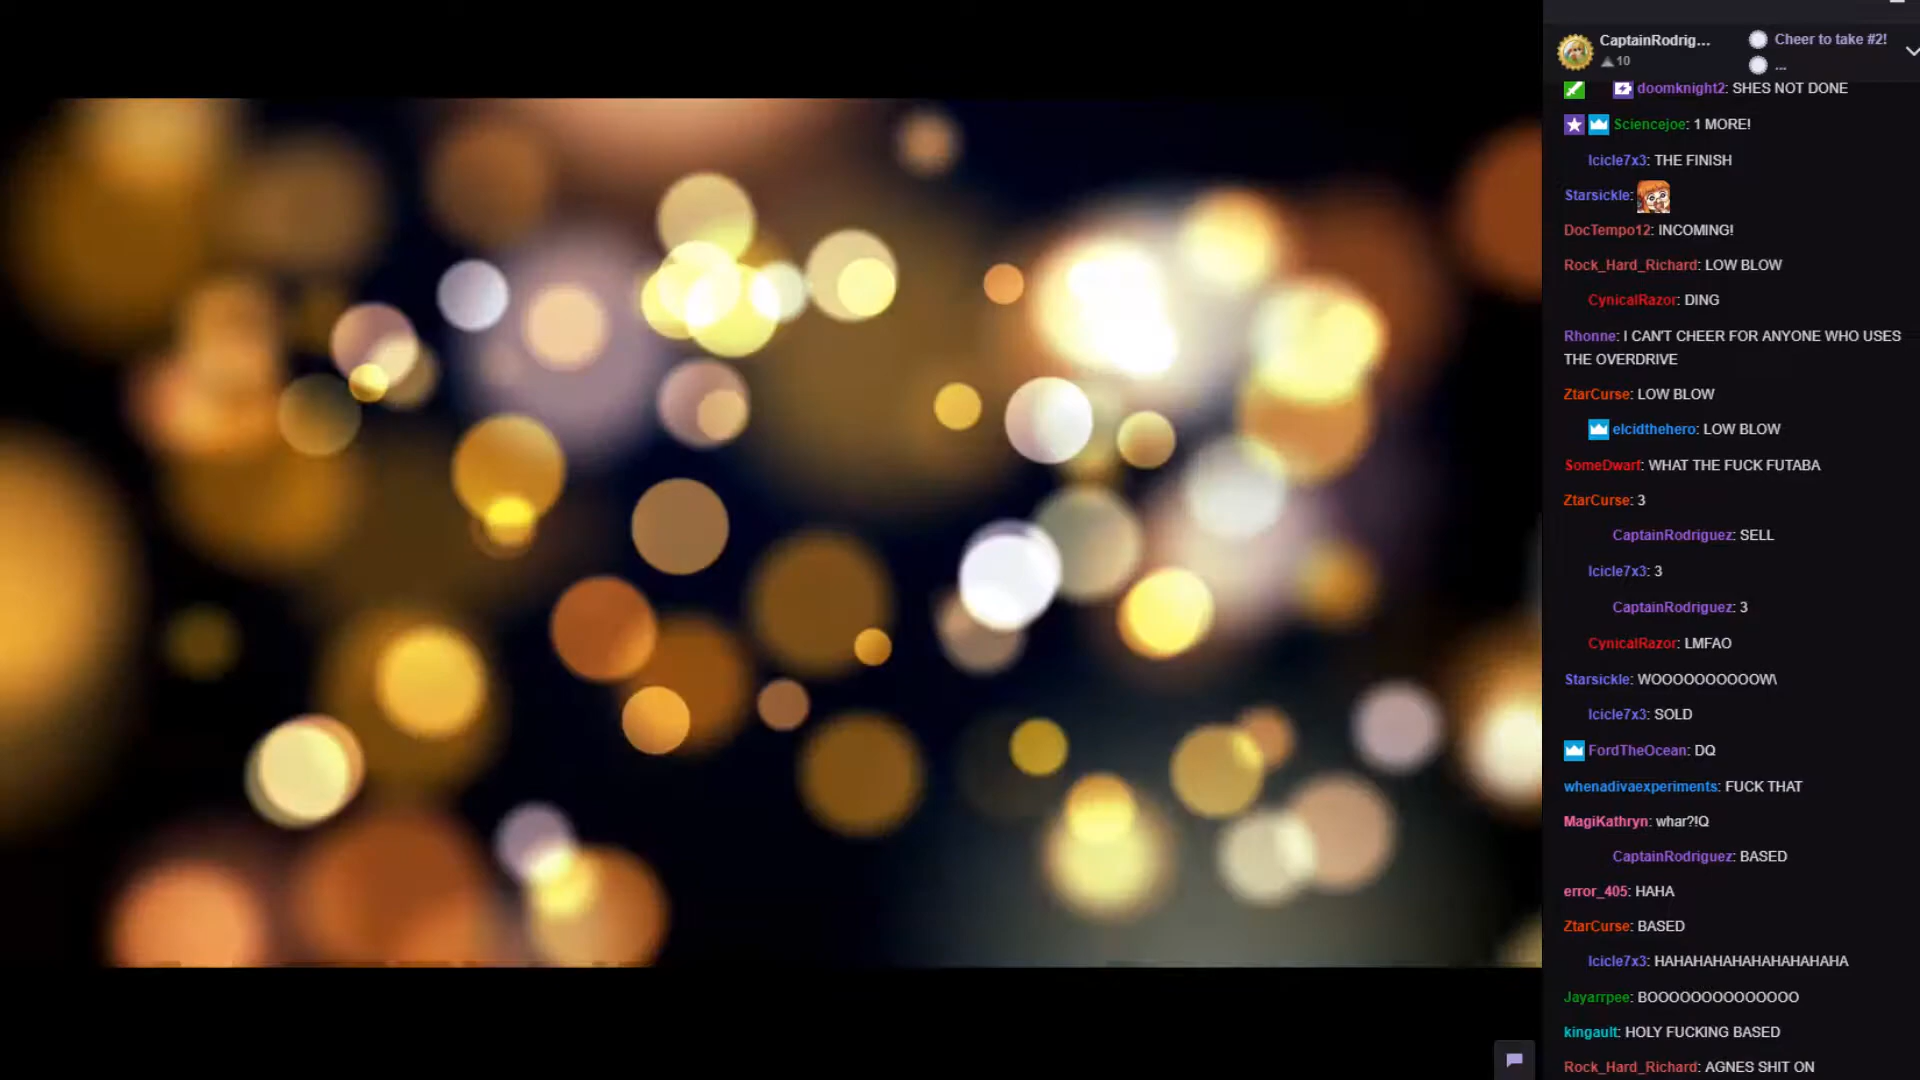 CaptainRodrig...
10
Cheer to take #2!
...
doomknight2: SHES NOT DONE
Sciencejoe: 1 MORE!
Icicle7x3: THE FINISH
Starsickle:
DocTempo12: INCOMING!
Rock_Hard_Richard: LOW BLOW
CynicalRazor: DING
Rhonne: I CAN'T CHEER FOR ANYONE WHO USES
THE OVERDRIVE
ZtarCurse: LOW BLOW
elcidthehero: LOW BLOW
SomeDwarf: WHAT THE FUCK FUTABA
ZtarCurse: 3
CaptainRodriguez: SELL
Icicle7x3: 3
CaptainRodriguez: 3
CynicalRazor: LMFAO
Starsickle: WOOOOOOOOOOW\
Icicle7x3: SOLD
FordTheOcean: DQ
whenadivaexperiments: FUCK THAT
MagiKathryn: whar?!Q
CaptainRodriguez: BASED
error_405: HAHA
ZtarCurse: BASED
Icicle7x3: HAHAHAHAHAHAHAHAHA
Jayarrpee: BOOOOOOOOOOOOOO
kingault: HOLY FUCKING BASED
Rock_Hard_Richard: AGNES SHIT ON